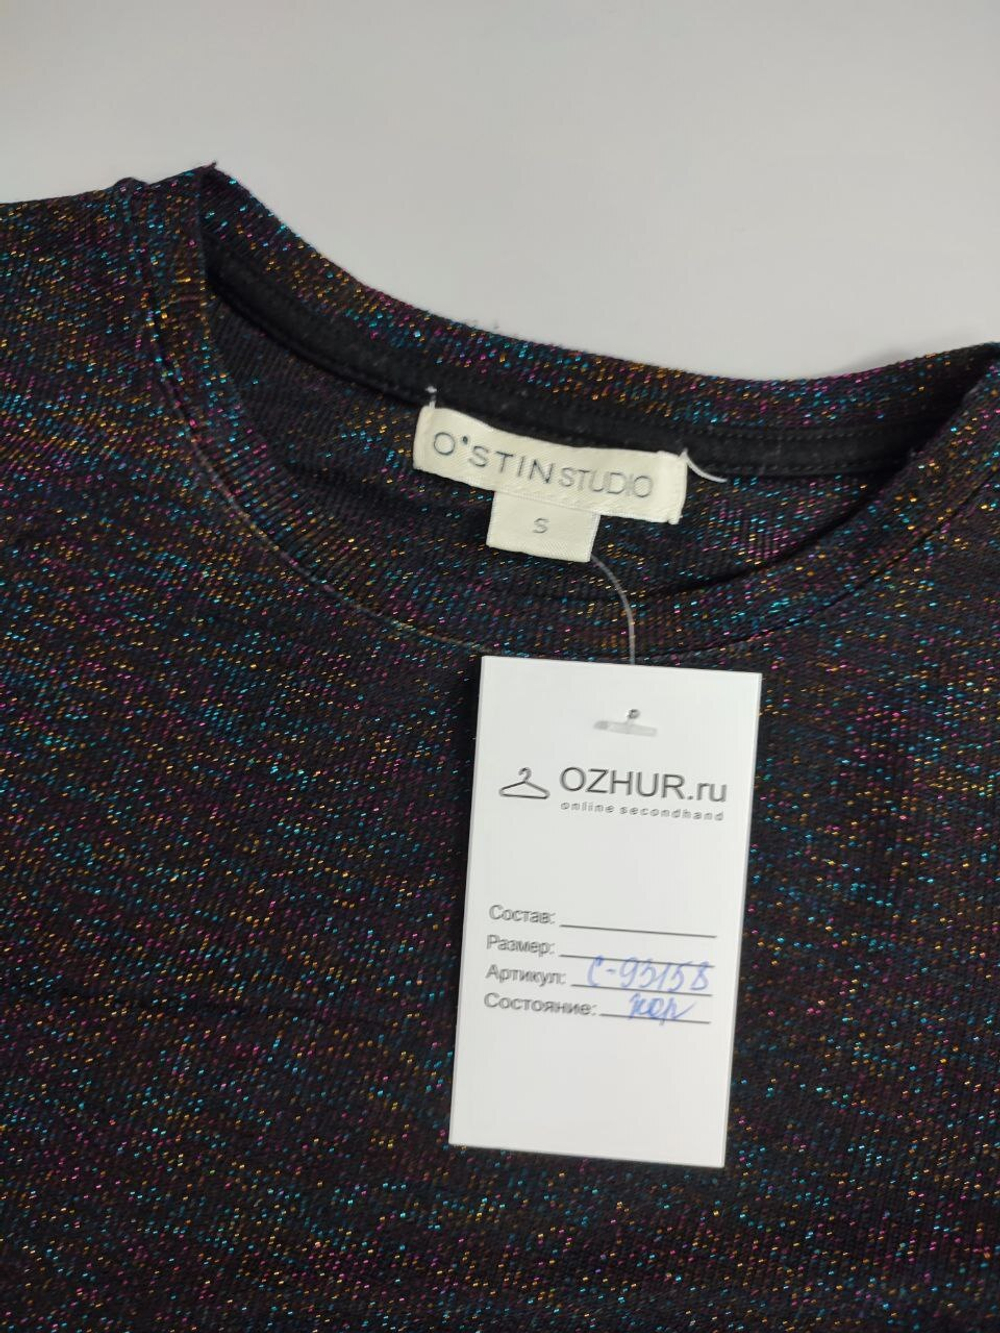 O'STIN STUDIO
S
OZHUR.ru
online secondhand
Состав:
Размер:
Артикул: С-93158
Состояние: хор